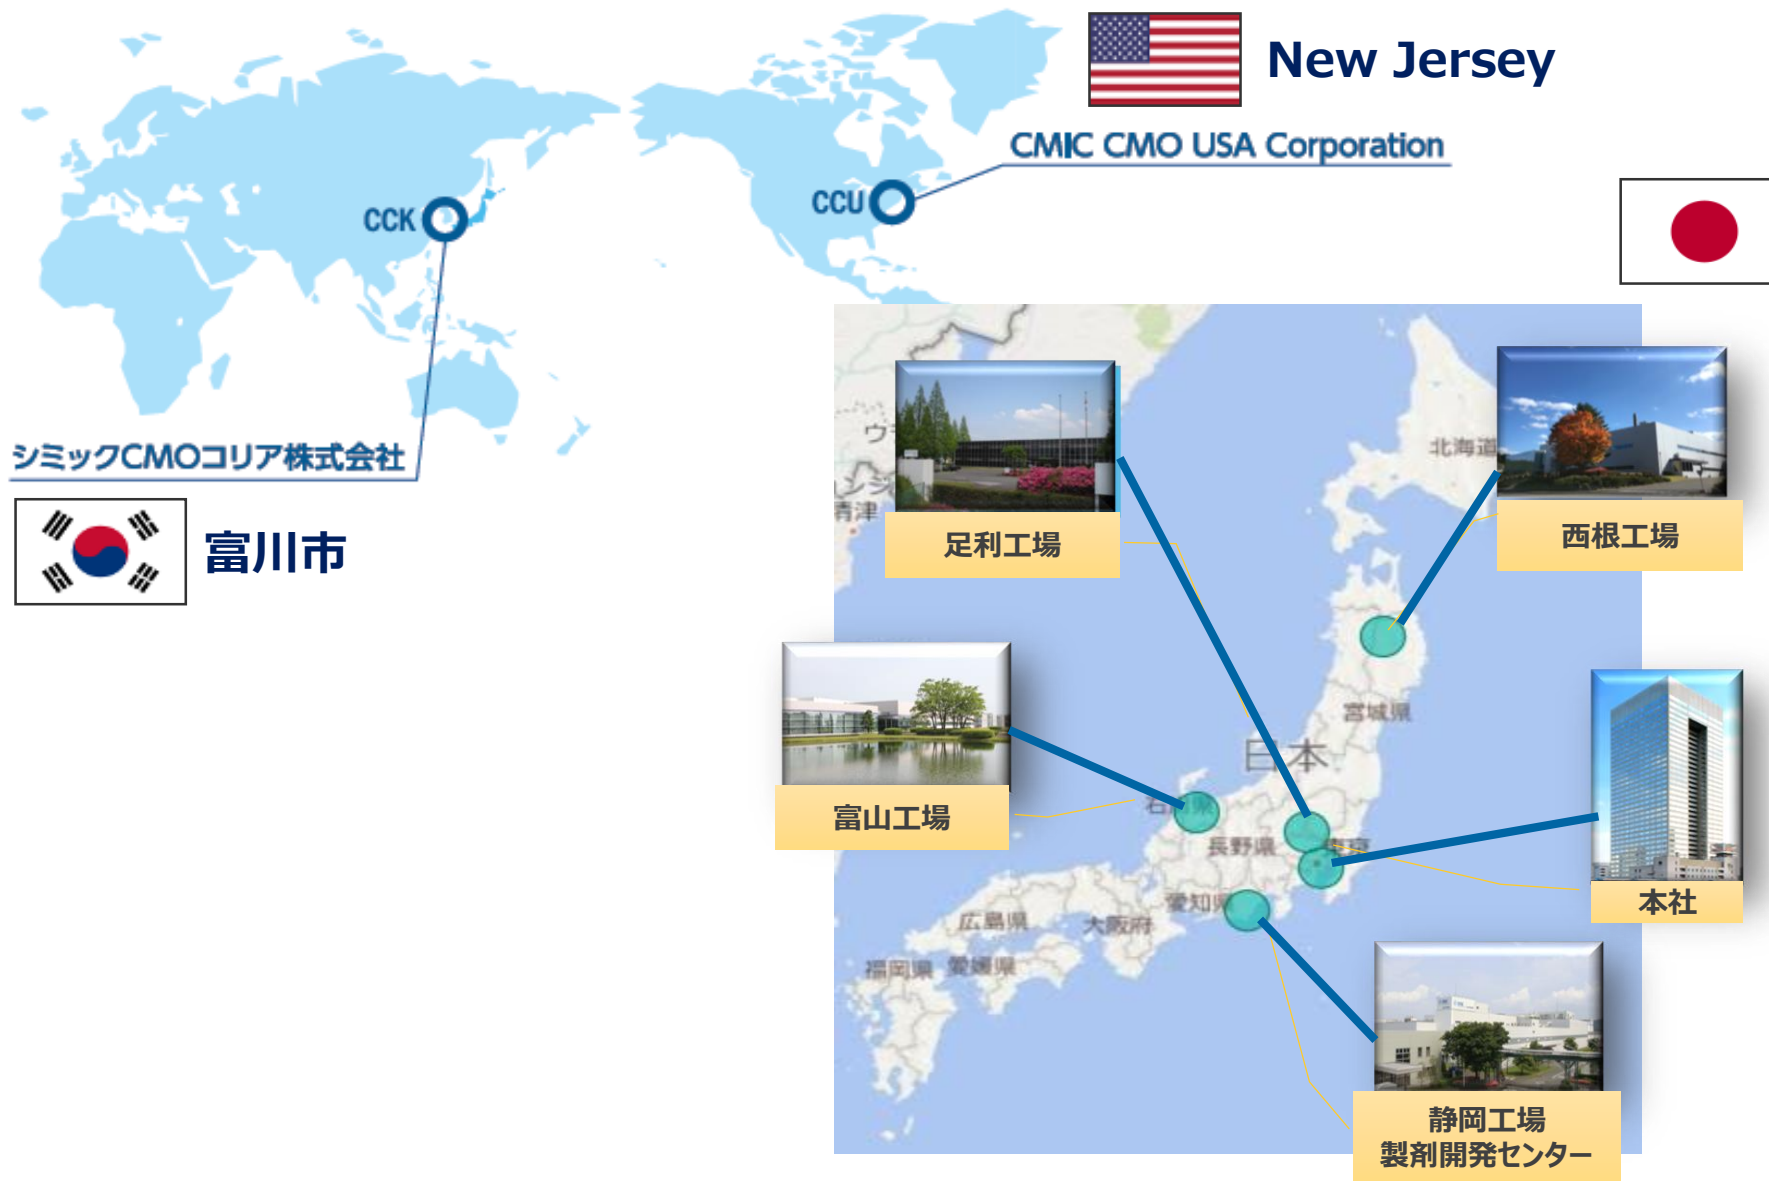 New Jersey
CMIC CMO USA Corporation
CCU
CCK
シミックCMOコリア株式会社
富川市
北海道
足利工場
西根工場
宮城県
日本
富山工場
長野県
本社
愛知県
広島県
大阪府
福岡県
愛媛県
静岡工場
製剤開発センター